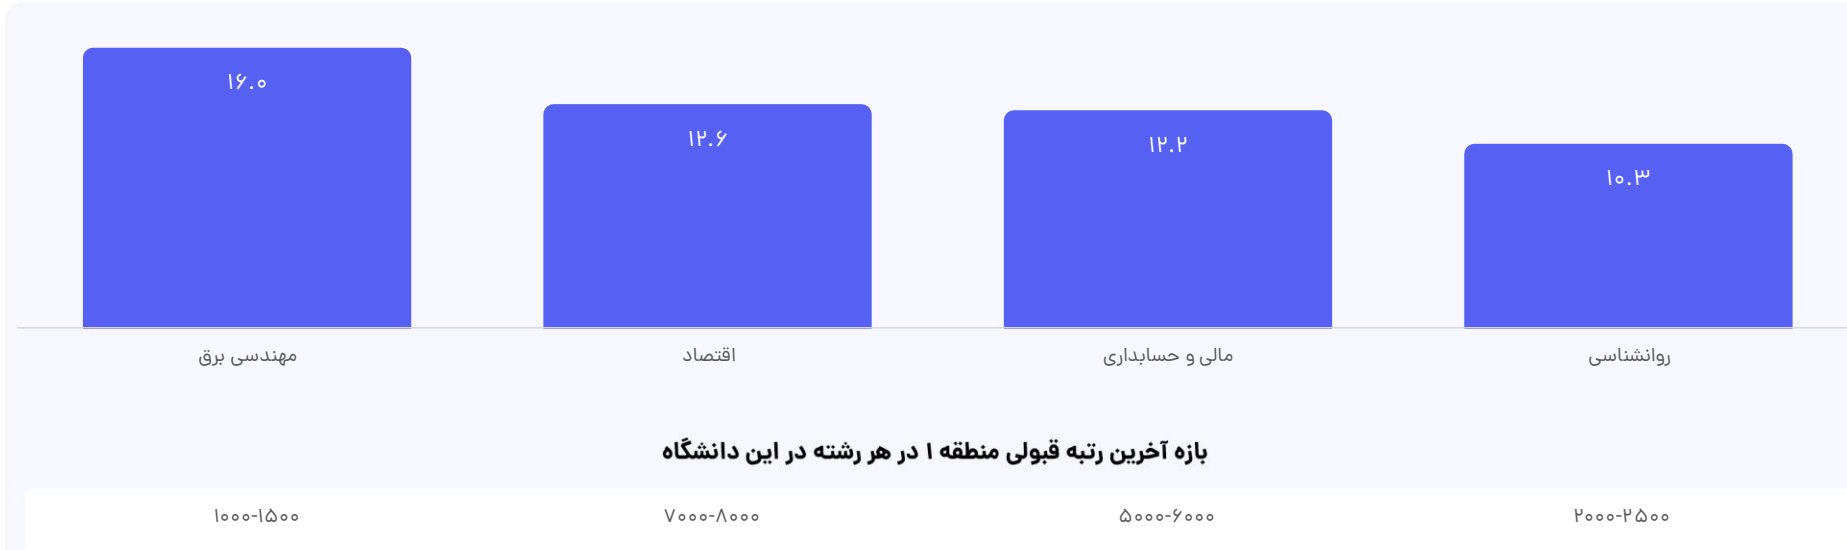 ۱۶.۰
۱۲.۶
۱۲.۲
۱۰.۳
مهندسی برق
اقتصاد
مالی و حسابداری
روانشناسی
بازه آخرین رتبه قبولی منطقه ۱ در هر رشته در این دانشگاه
۱۰۰۰-۱۵۰۰
۷۰۰۰-۸۰۰۰
۵۰۰۰-۶۰۰۰
۲۰۰۰-۲۵۰۰